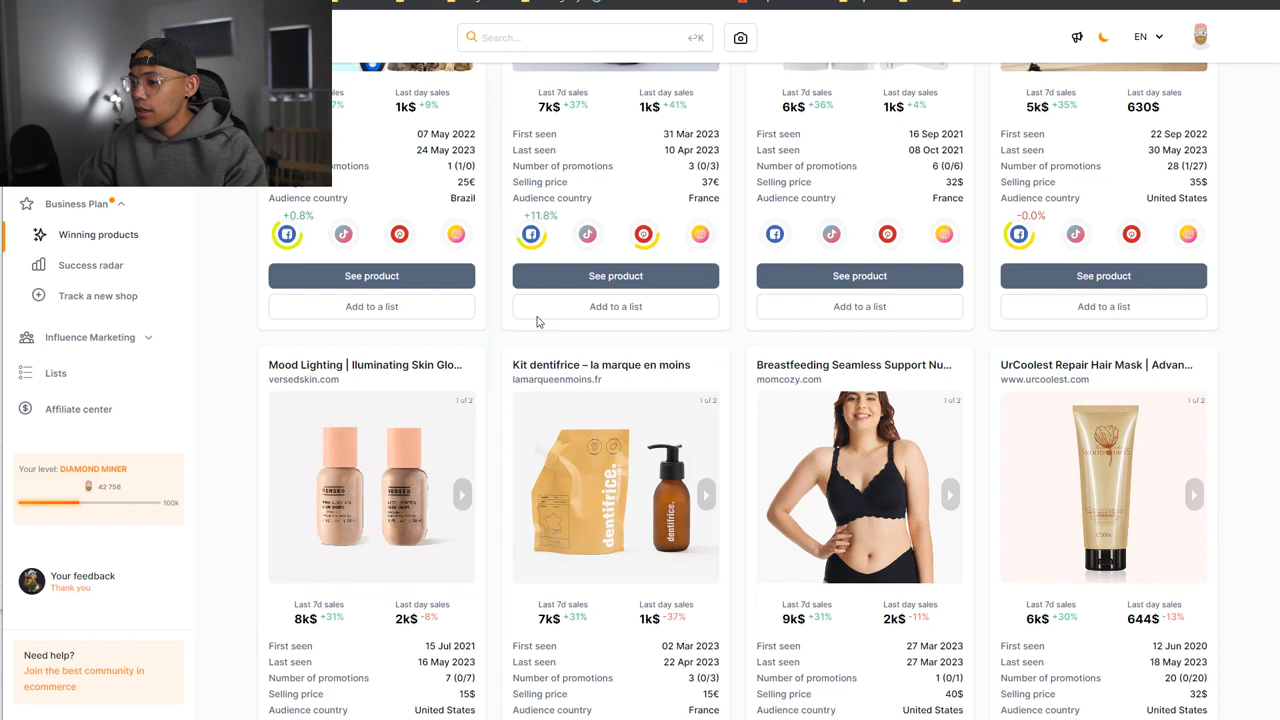 Search...
K
EN
7%
1k$ +9%
07 May 2022
24 May 2023
omotions
1 (1/0)
25€
Brazil
+0.8%
See product
Add to a list
Last day sales
Last 7d sales
Last day sales
7k$ +37%
1k$ +41%
First seen
31 Mar 2023
Last seen
10 Apr 2023
Number of promotions
3 (0/3)
Selling price
37€
Audience country
France
+11.8%
See product
Add to a list
Last 7d sales
Last day sales
6k$ +36%
1k$ +4%
First seen
16 Sep 2021
Last seen
08 Oct 2021
Number of promotions
6 (0/6)
Selling price
32$
Audience country
France
See product
Add to a list
Last 7d sales
Last day sales
5k$ +35%
630$
First seen
22 Sep 2022
Last seen
30 May 2023
Number of promotions
28 (1/27)
Selling price
35$
Audience country
United States
-0.0%
See product
Add to a list
Business Plan
Winning products
Success radar
Track a new shop
Influence Marketing
Lists
Affiliate center
Your level: DIAMOND MINER
42 756
100k
Your feedback
Thank you
Need help?
Join the best community in
ecommerce
Mood Lighting | Iluminating Skin Glo...
versedskin.com
1 of 2
VERSED
VERSED
Last 7d sales
Last day sales
8k$ +31%
2k$ -8%
First seen
15 Jul 2021
Last seen
16 May 2023
Number of promotions
7 (0/7)
Selling price
15$
Audience country
United States
Kit dentifrice – la marque en moins
lamarqueenmoins.fr
1 of 2
dentifrice.
dentifrice.
Last 7d sales
Last day sales
7k$ +31%
1k$ -37%
First seen
02 Mar 2023
Last seen
22 Apr 2023
Number of promotions
3 (0/3)
Selling price
15€
Audience country
France
Breastfeeding Seamless Support Nu...
momcozy.com
1 of 2
Last 7d sales
Last day sales
9k$ +31%
2k$ -11%
First seen
27 Mar 2023
Last seen
27 Mar 2023
Number of promotions
1 (0/1)
Selling price
40$
Audience country
United States
UrCoolest Repair Hair Mask | Advan...
www.urcoolest.com
1 of 2
Last 7d sales
Last day sales
6k$ +30%
644$ -13%
First seen
12 Jun 2020
Last seen
18 May 2023
Number of promotions
20 (0/20)
Selling price
32$
Audience country
United States